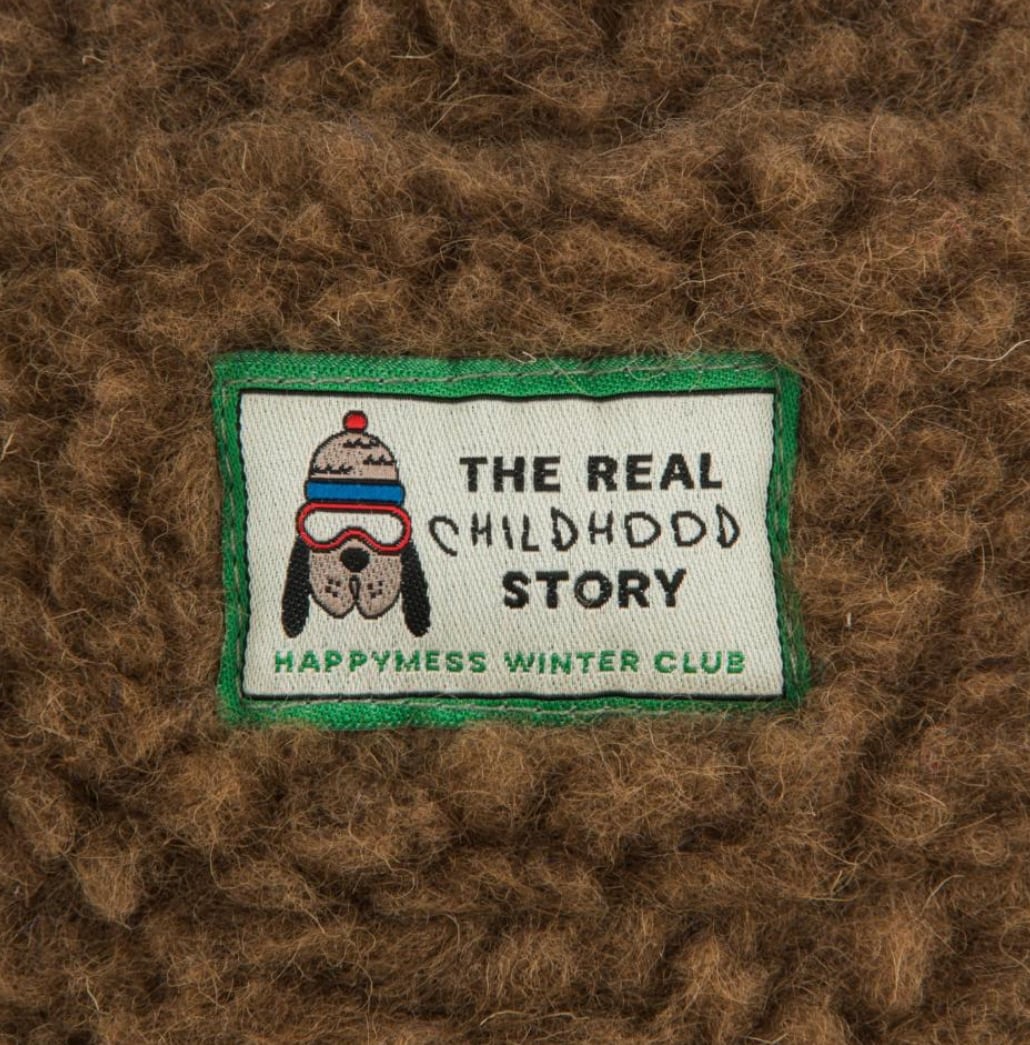 THE REAL
CHILDHOOD
STORY
HAPPYMESS WINTER CLUB